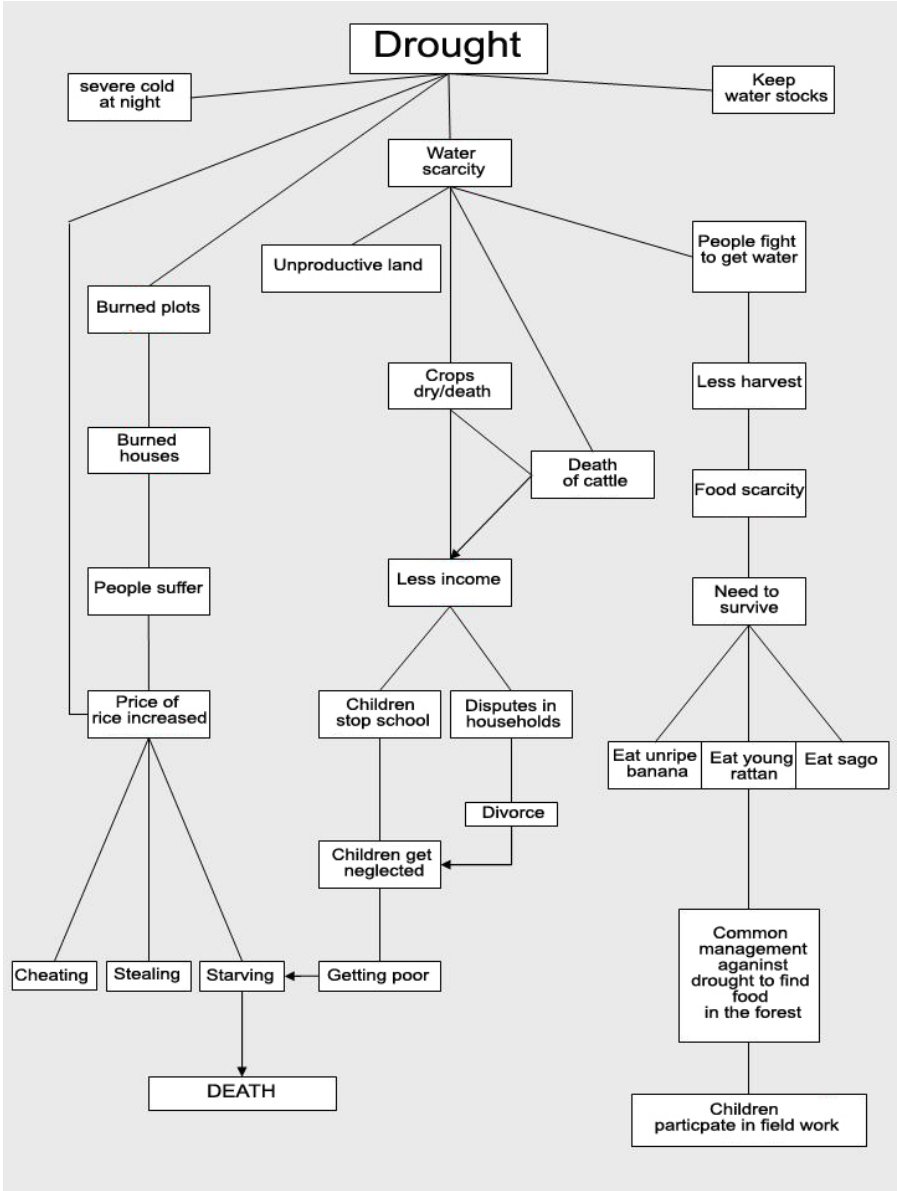 Drought
severe cold
at night
Keep
water stocks
Water
scarcity
People fight
to get water
Unproductive land
Burned plots
Crops
dry/death
Less harvest
Burned
houses
Death
of cattle
Food scarcity
People suffer
Less income
Need to
survive
Price of
rice increased
Children
stop school
Disputes in
households
Eat unripe
banana
Eat young
rattan
Eat sago
Divorce
Children get
neglected
Common
management
aganinst
drought to find
food
in the forest
Cheating
Stealing
Starving
Getting poor
DEATH
Children
particpate in field work